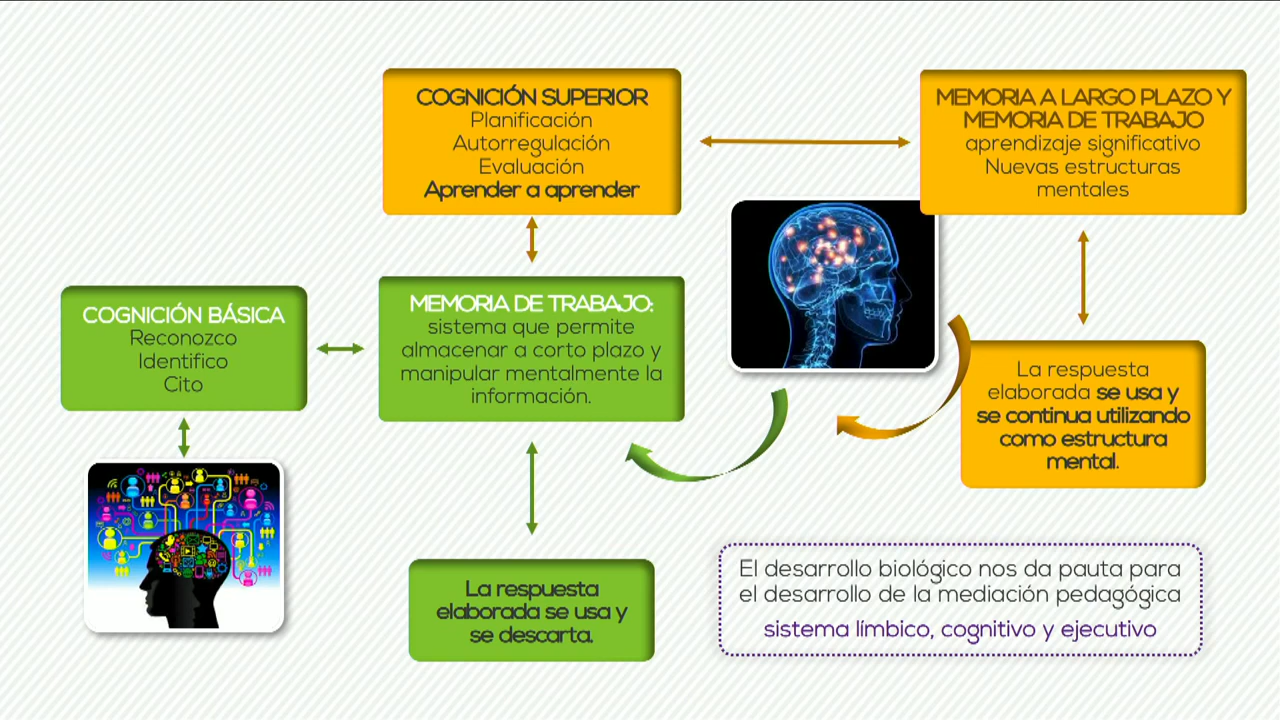 COGNICIÓN SUPERIOR
Planificación
Autorregulación
Evaluación
Aprender a aprender
MEMORIA A LARGO PLAZO Y
MEMORIA DE TRABAJO
aprendizaje significativo
Nuevas estructuras
mentales
COGNICIÓN BÁSICA
Reconozco
Identifico
Cito
MEMORIA DE TRABAJO:
sistema que permite
almacenar a corto plazo y
manipular mentalmente la
información.
La respuesta
elaborada se usa y
se continua utilizando
como estructura
mental.
La respuesta
elaborada se usa y
se descarta.
El desarrollo biológico nos da pauta para
el desarrollo de la mediación pedagógica
sistema límbico, cognitivo y ejecutivo